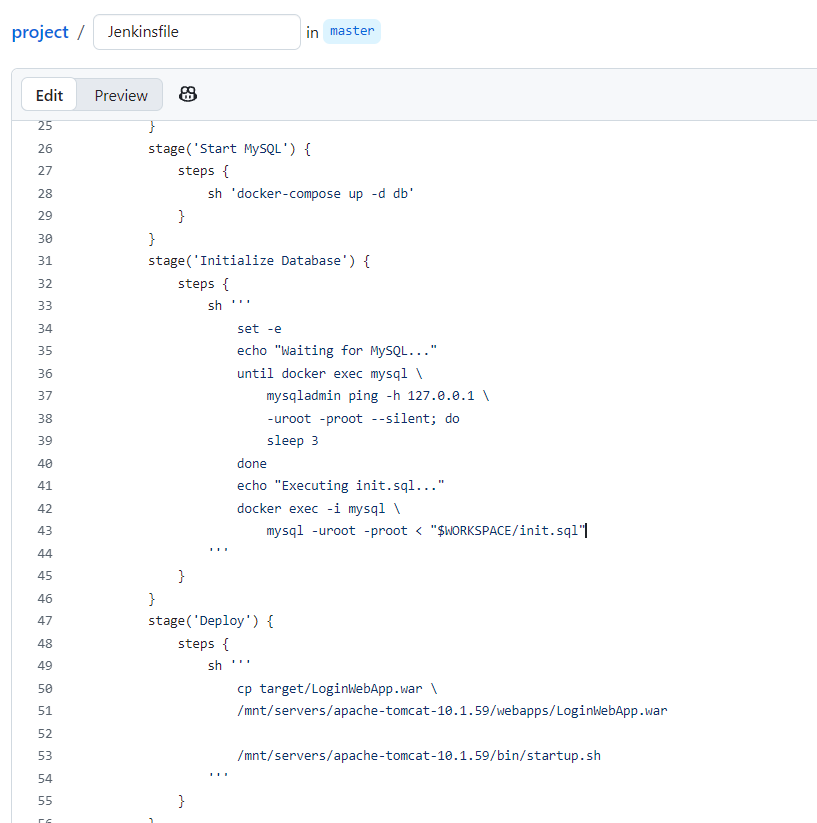 project / Jenkinsfile in master
Edit Preview
25 }
26 stage('Start MySQL') {
27 steps {
28 sh 'docker-compose up -d db'
29 }
30 }
31 stage('Initialize Database') {
32 steps {
33 sh '''
34 set -e
35 echo "Waiting for MySQL..."
36 until docker exec mysql \
37 mysqladmin ping -h 127.0.0.1 \
38 -uroot -proot --silent; do
39 sleep 3
40 done
41 echo "Executing init.sql..."
42 docker exec -i mysql \
43 mysql -uroot -proot < "$WORKSPACE/init.sql"
44 '''
45 }
46 }
47 stage('Deploy') {
48 steps {
49 sh '''
50 cp target/LoginWebApp.war \
51 /mnt/servers/apache-tomcat-10.1.59/webapps/LoginWebApp.war
52
53 /mnt/servers/apache-tomcat-10.1.59/bin/startup.sh
54 '''
55 }
56 }